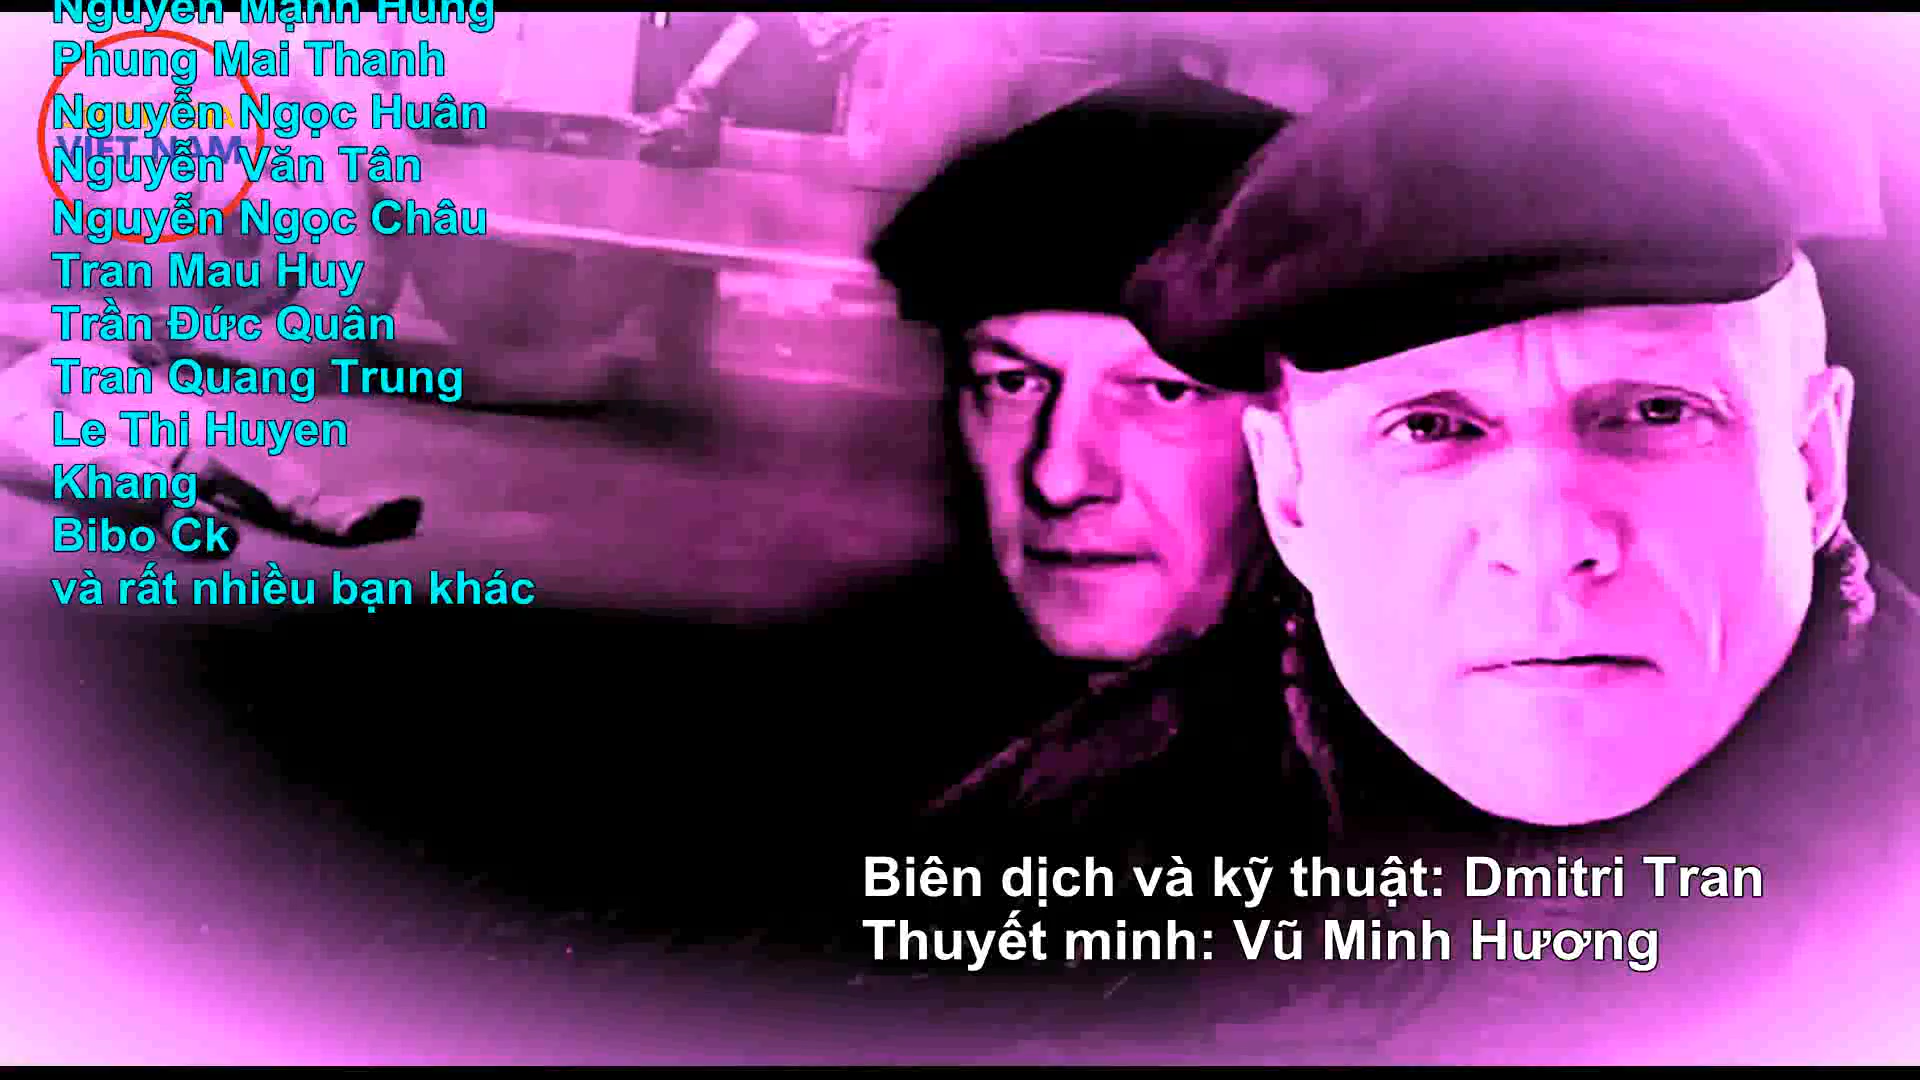 Nguyễn Mạnh Hùng
Phung Mai Thanh
Nguyễn Ngọc Huân
VIỆT NAM
Nguyễn Văn Tân
Nguyễn Ngọc Châu
Tran Mau Huy
Trần Đức Quân
Tran Quang Trung
Le Thi Huyen
Khang
Bibo Ck
và rất nhiều bạn khác
Biên dịch và kỹ thuật: Dmitri Tran
Thuyết minh: Vũ Minh Hương